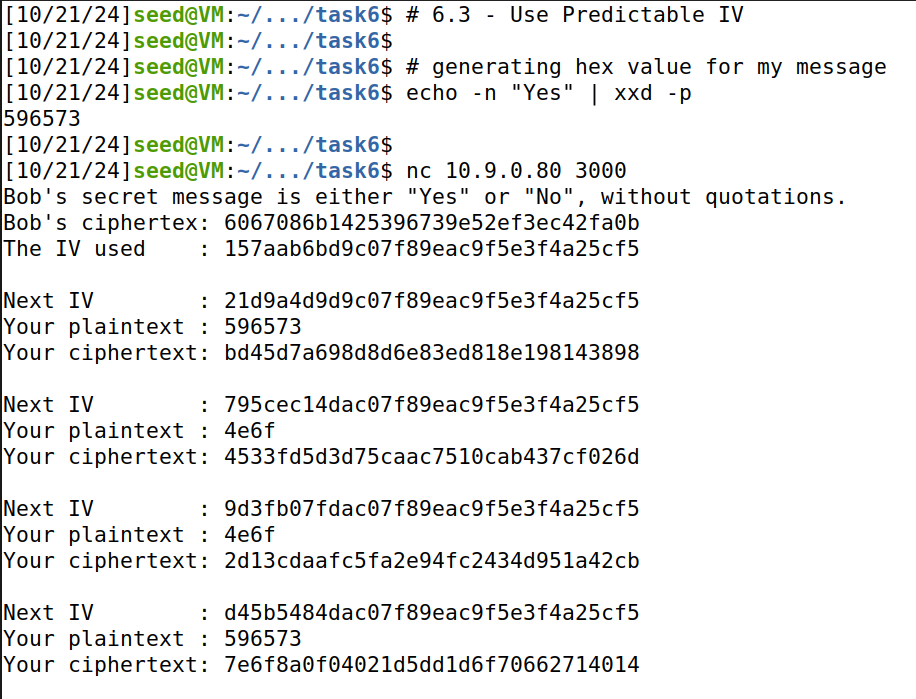 [10/21/24]seed@VM:~/.../task6$ # 6.3 - Use Predictable IV
[10/21/24]seed@VM:~/.../task6$
[10/21/24]seed@VM:~/.../task6$ # generating hex value for my message
[10/21/24]seed@VM:~/.../task6$ echo -n "Yes" | xxd -p
596573
[10/21/24]seed@VM:~/.../task6$
[10/21/24]seed@VM:~/.../task6$ nc 10.9.0.80 3000
Bob's secret message is either "Yes" or "No", without quotations.
Bob's ciphertex: 6067086b1425396739e52ef3ec42fa0b
The IV used    : 157aab6bd9c07f89eac9f5e3f4a25cf5
Next IV        : 21d9a4d9d9c07f89eac9f5e3f4a25cf5
Your plaintext : 596573
Your ciphertext: bd45d7a698d8d6e83ed818e198143898
Next IV        : 795cec14dac07f89eac9f5e3f4a25cf5
Your plaintext : 4e6f
Your ciphertext: 4533fd5d3d75caac7510cab437cf026d
Next IV        : 9d3fb07fdac07f89eac9f5e3f4a25cf5
Your plaintext : 4e6f
Your ciphertext: 2d13cdaafc5fa2e94fc2434d951a42cb
Next IV        : d45b5484dac07f89eac9f5e3f4a25cf5
Your plaintext : 596573
Your ciphertext: 7e6f8a0f04021d5dd1d6f70662714014